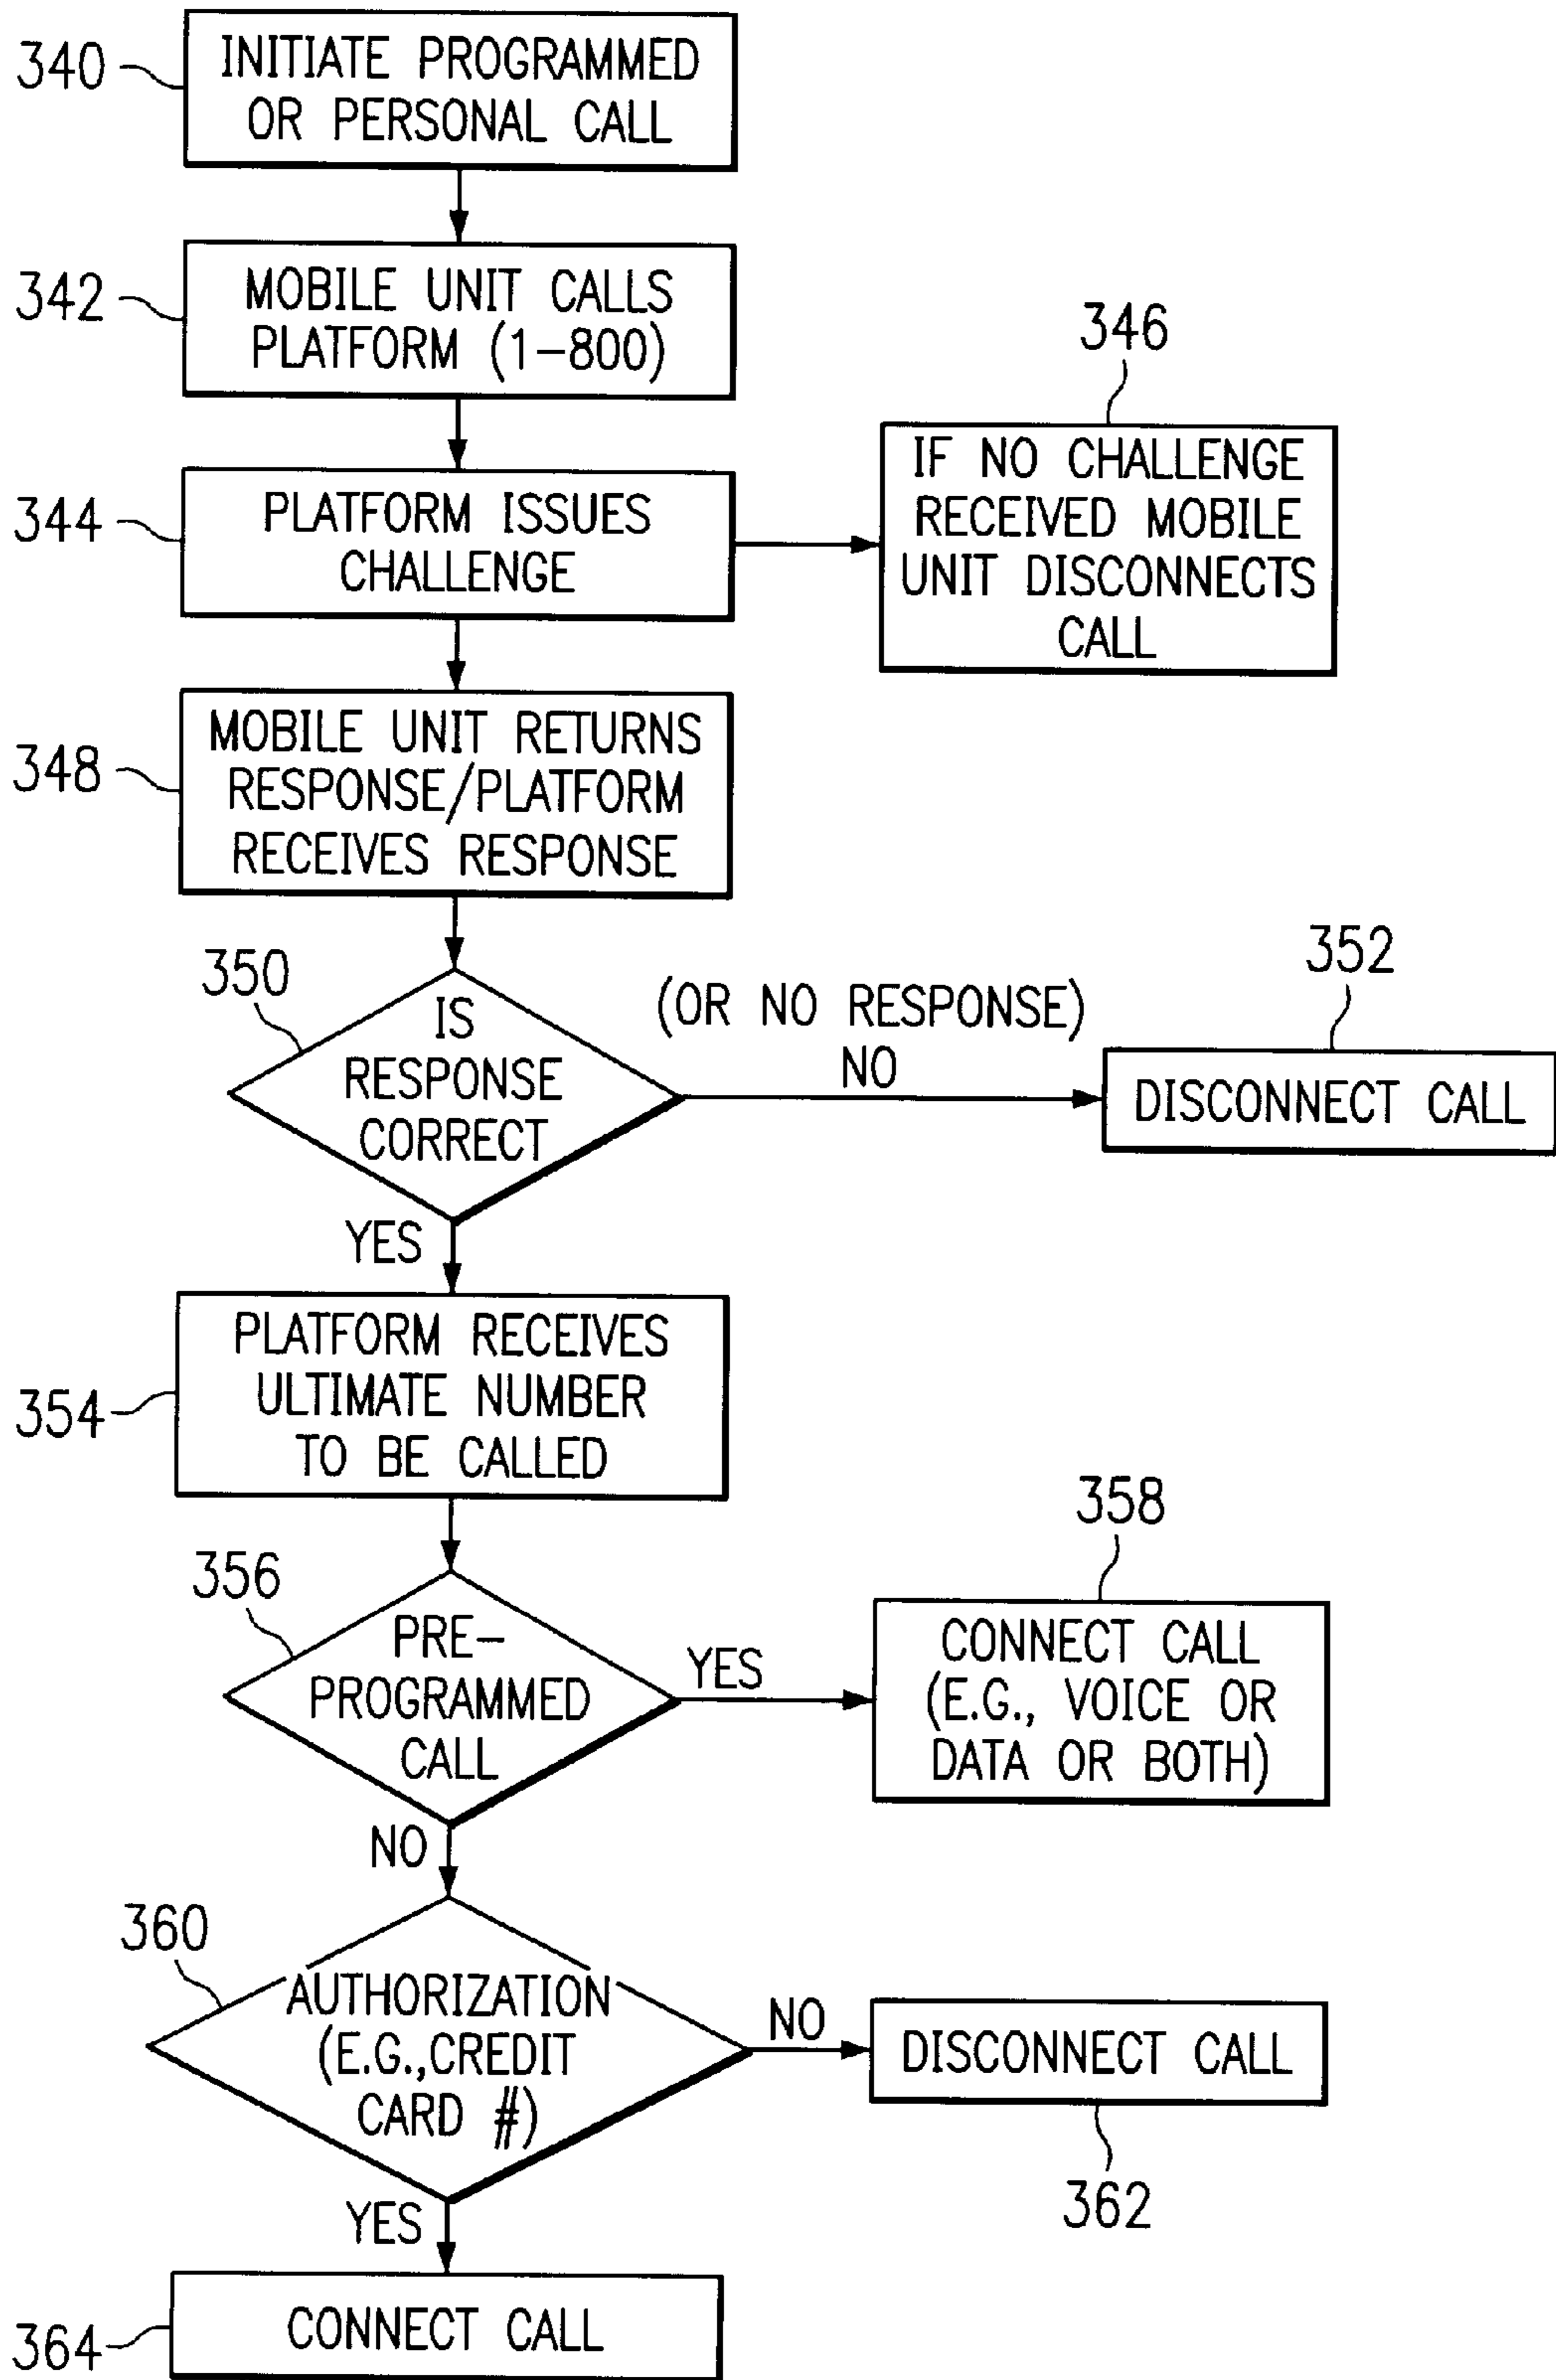 340
INITIATE PROGRAMMED
OR PERSONAL CALL
342
MOBILE UNIT CALLS
PLATFORM (1-800)
344
PLATFORM ISSUES
CHALLENGE
346
IF NO CHALLENGE
RECEIVED MOBILE
UNIT DISCONNECTS
CALL
348
MOBILE UNIT RETURNS
RESPONSE/PLATFORM
RECEIVES RESPONSE
350
IS
RESPONSE
CORRECT
(OR NO RESPONSE)
NO
352
DISCONNECT CALL
YES
354
PLATFORM RECEIVES
ULTIMATE NUMBER
TO BE CALLED
356
PRE-
PROGRAMMED
CALL
YES
358
CONNECT CALL
(E.G., VOICE OR
DATA OR BOTH)
NO
360
AUTHORIZATION
(E.G.,CREDIT
CARD #)
NO
DISCONNECT CALL
362
YES
364
CONNECT CALL